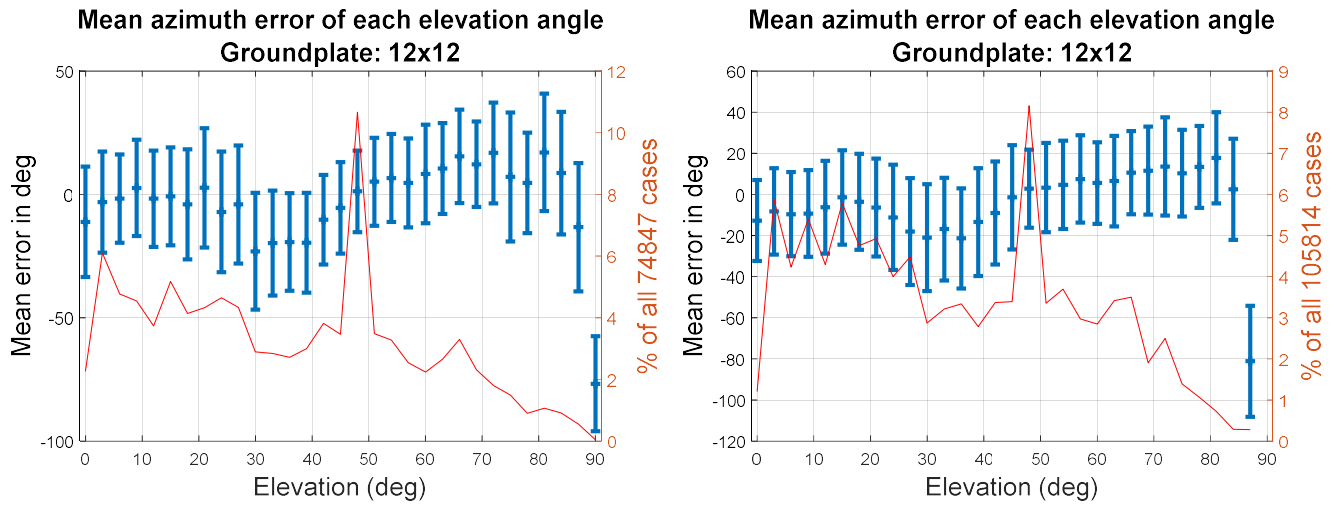 Mean azimuth error of each elevation angle
Groundplate: 12x12
50
0
-50
-100
Mean error in deg
12
10
8
6
4
2
0
% of all 74847 cases
0 10 20 30 40 50 60 70 80 90
Elevation (deg)
Mean azimuth error of each elevation angle
Groundplate: 12x12
60
40
20
0
-20
-40
-60
-80
-100
-120
Mean error in deg
9
8
7
6
5
4
3
2
1
0
% of all 105814 cases
0 10 20 30 40 50 60 70 80 90
Elevation (deg)